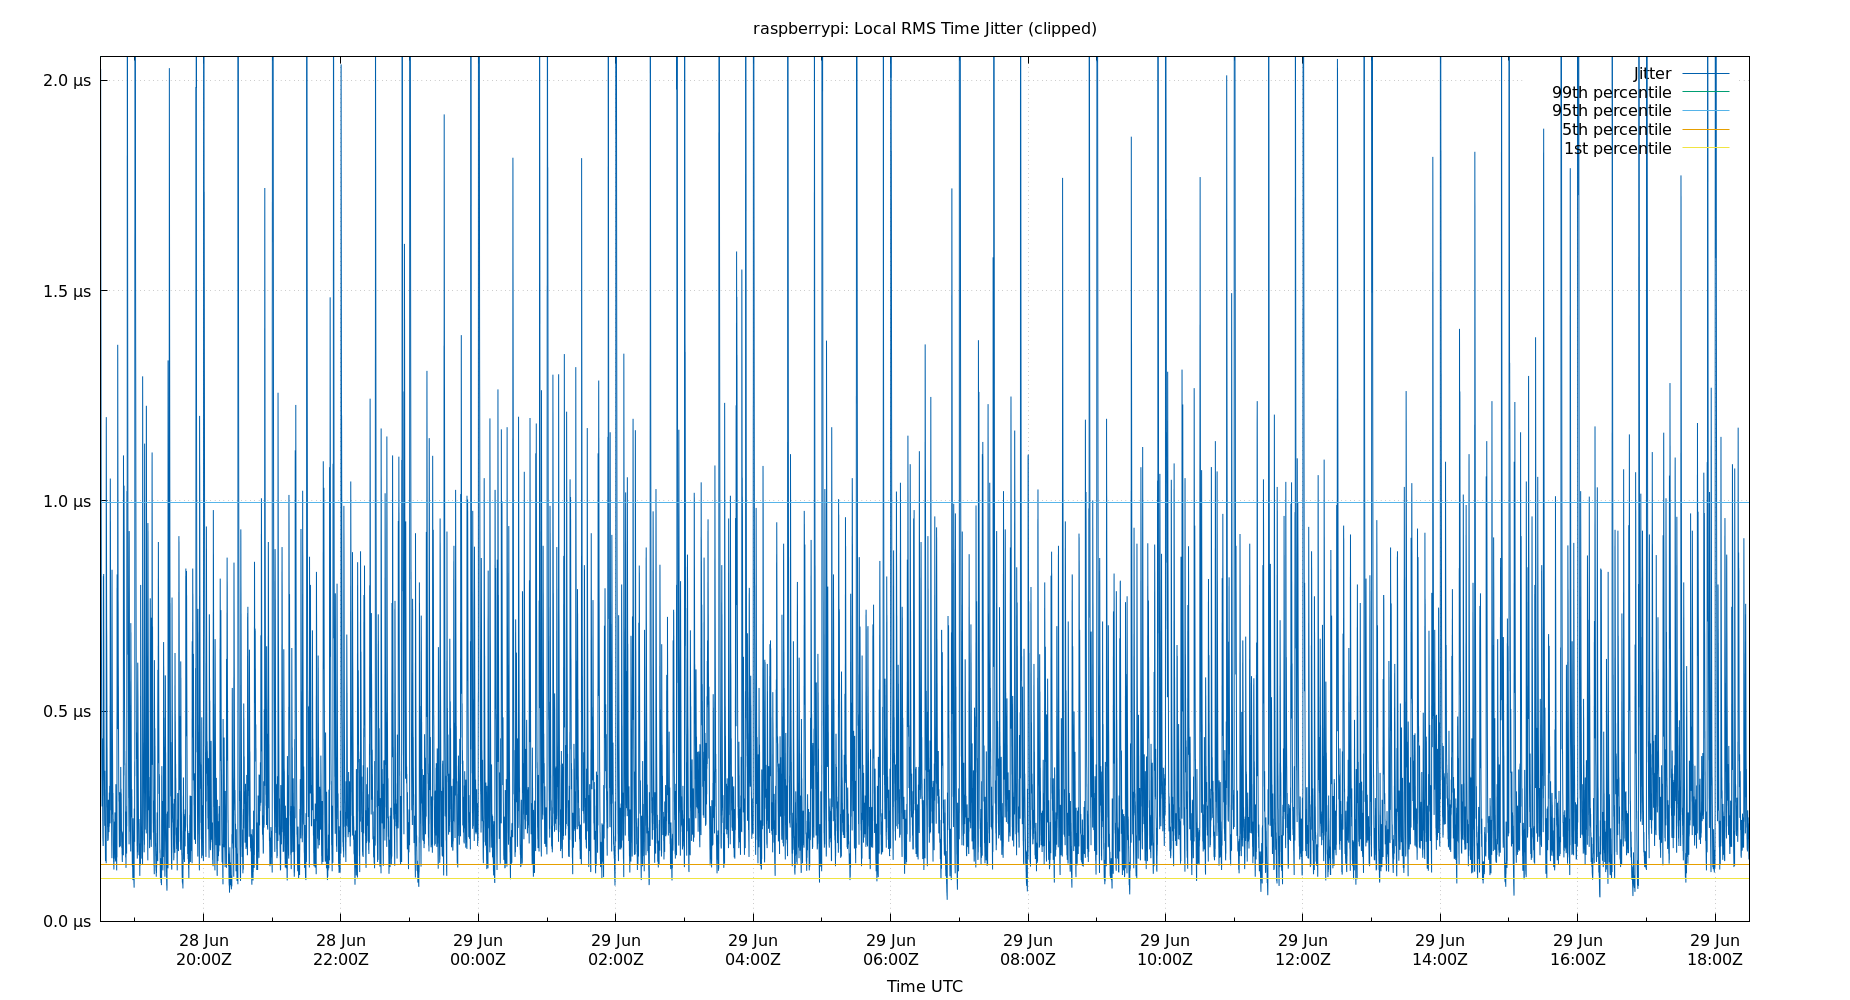 raspberrypi: Local RMS Time Jitter (clipped)
2.0 µs
1.5 µs
1.0 µs
0.5 µs
0.0 µs
Jitter
99th percentile
95th percentile
5th percentile
1st percentile
28 Jun 28 Jun 29 Jun 29 Jun 29 Jun 29 Jun 29 Jun 29 Jun 29 Jun 29 Jun 29 Jun 29 Jun
20:00Z 22:00Z 00:00Z 02:00Z 04:00Z 06:00Z 08:00Z 10:00Z 12:00Z 14:00Z 16:00Z 18:00Z
Time UTC